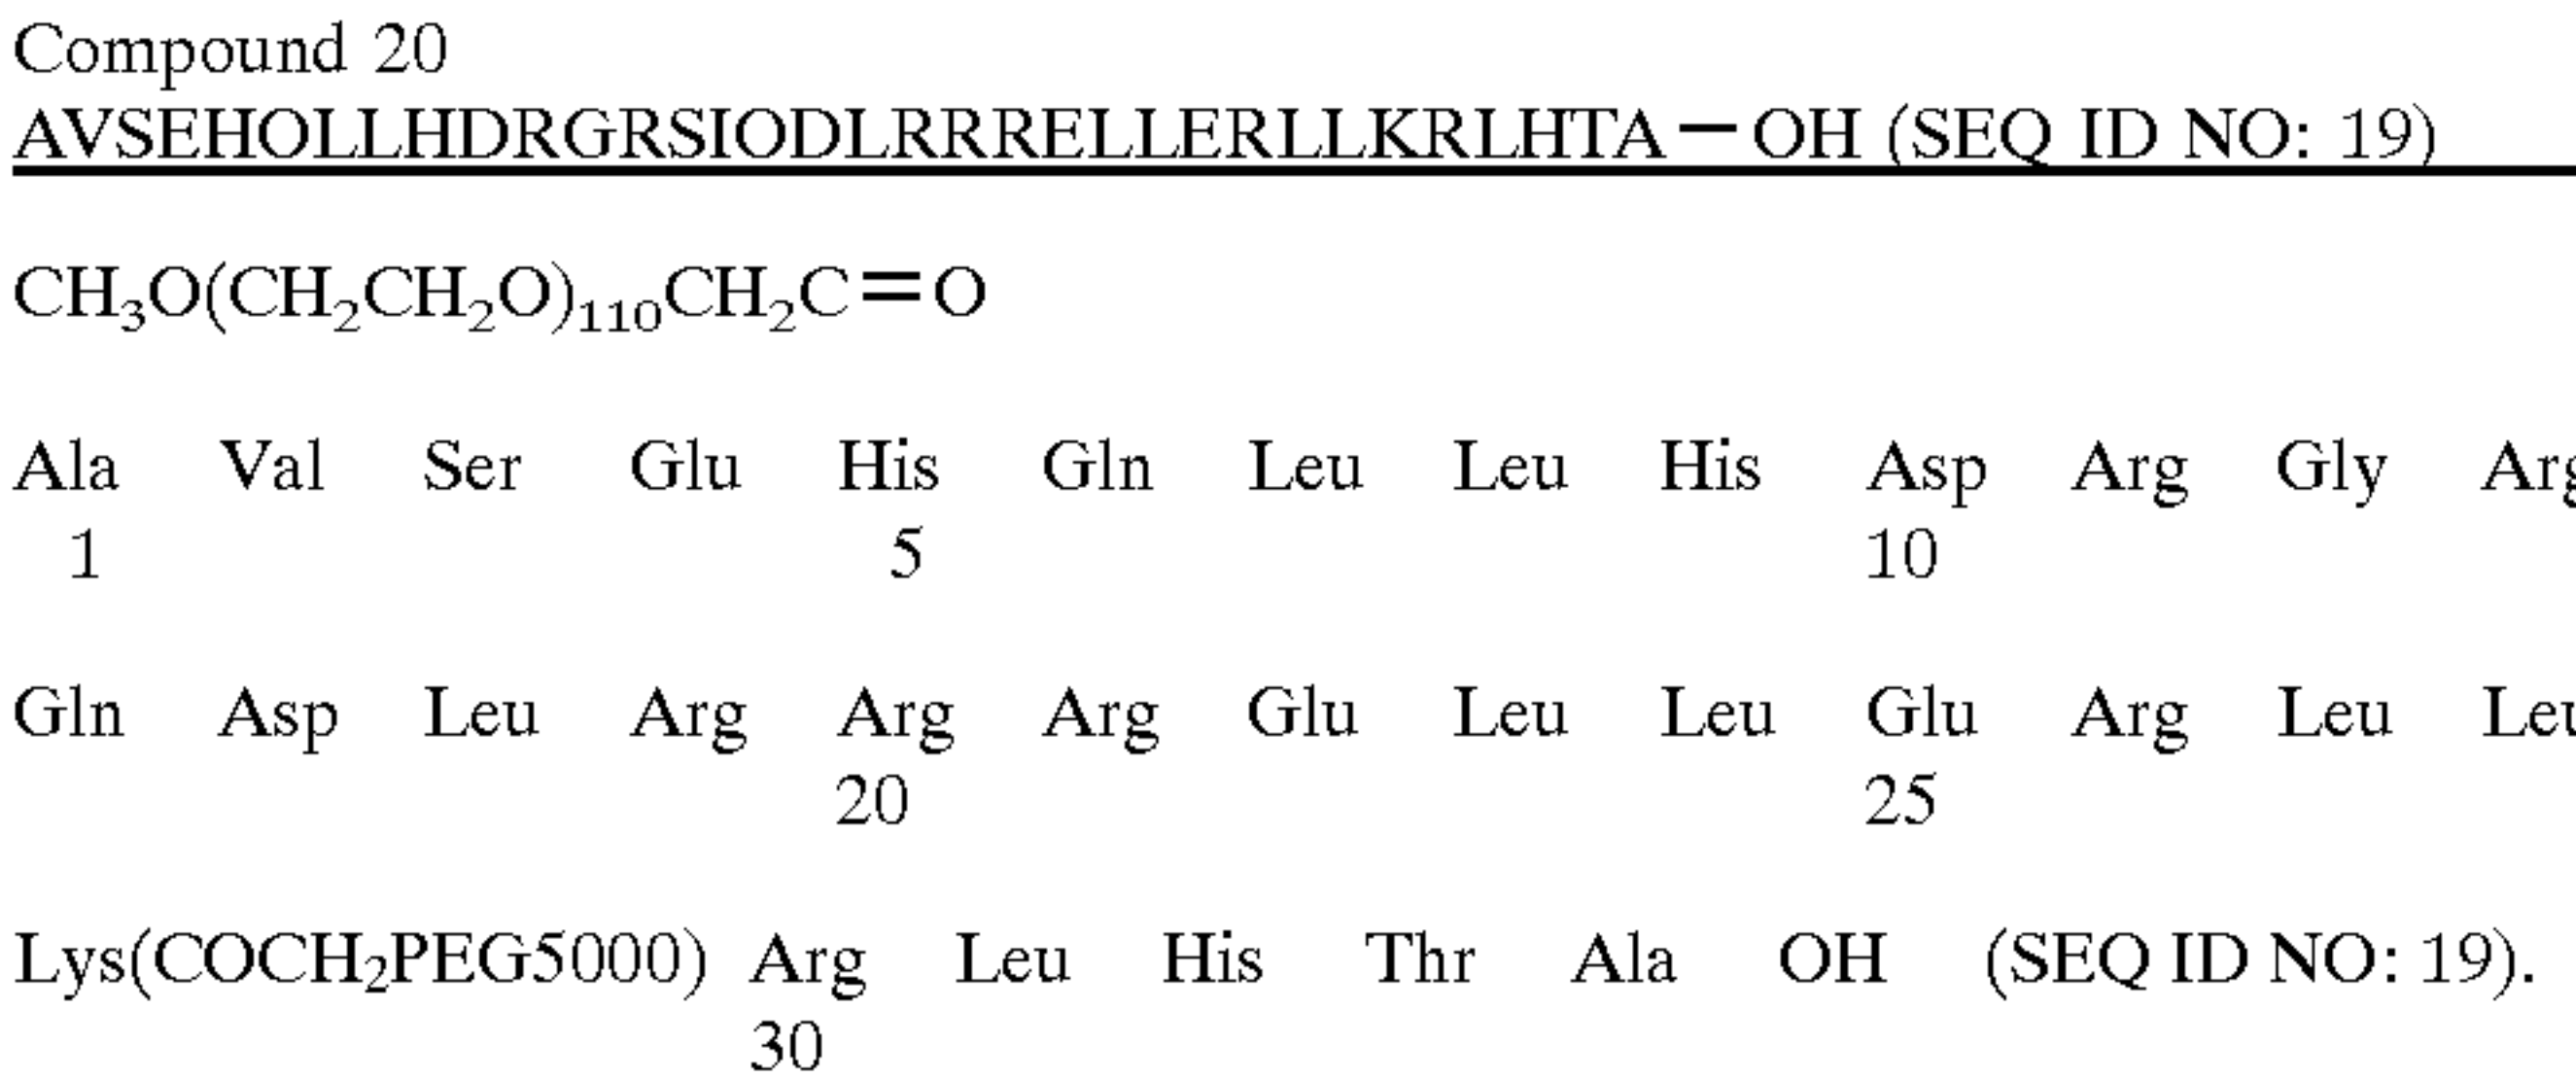 Compound 20
AVSEHOLLHDRGRSIODLRRRELLERLLKRLHTA—OH (SEQ ID NO: 19)
CH₃O(CH₂CH₂O)₁₁₀CH₂C=O
Ala Val Ser Glu His Gln Leu Leu His Asp Arg Gly Arg
1 5 10
Gln Asp Leu Arg Arg Arg Glu Leu Leu Glu Arg Leu Leu
20 25
Lys(COCH₂PEG5000) Arg Leu His Thr Ala OH (SEQ ID NO: 19).
30